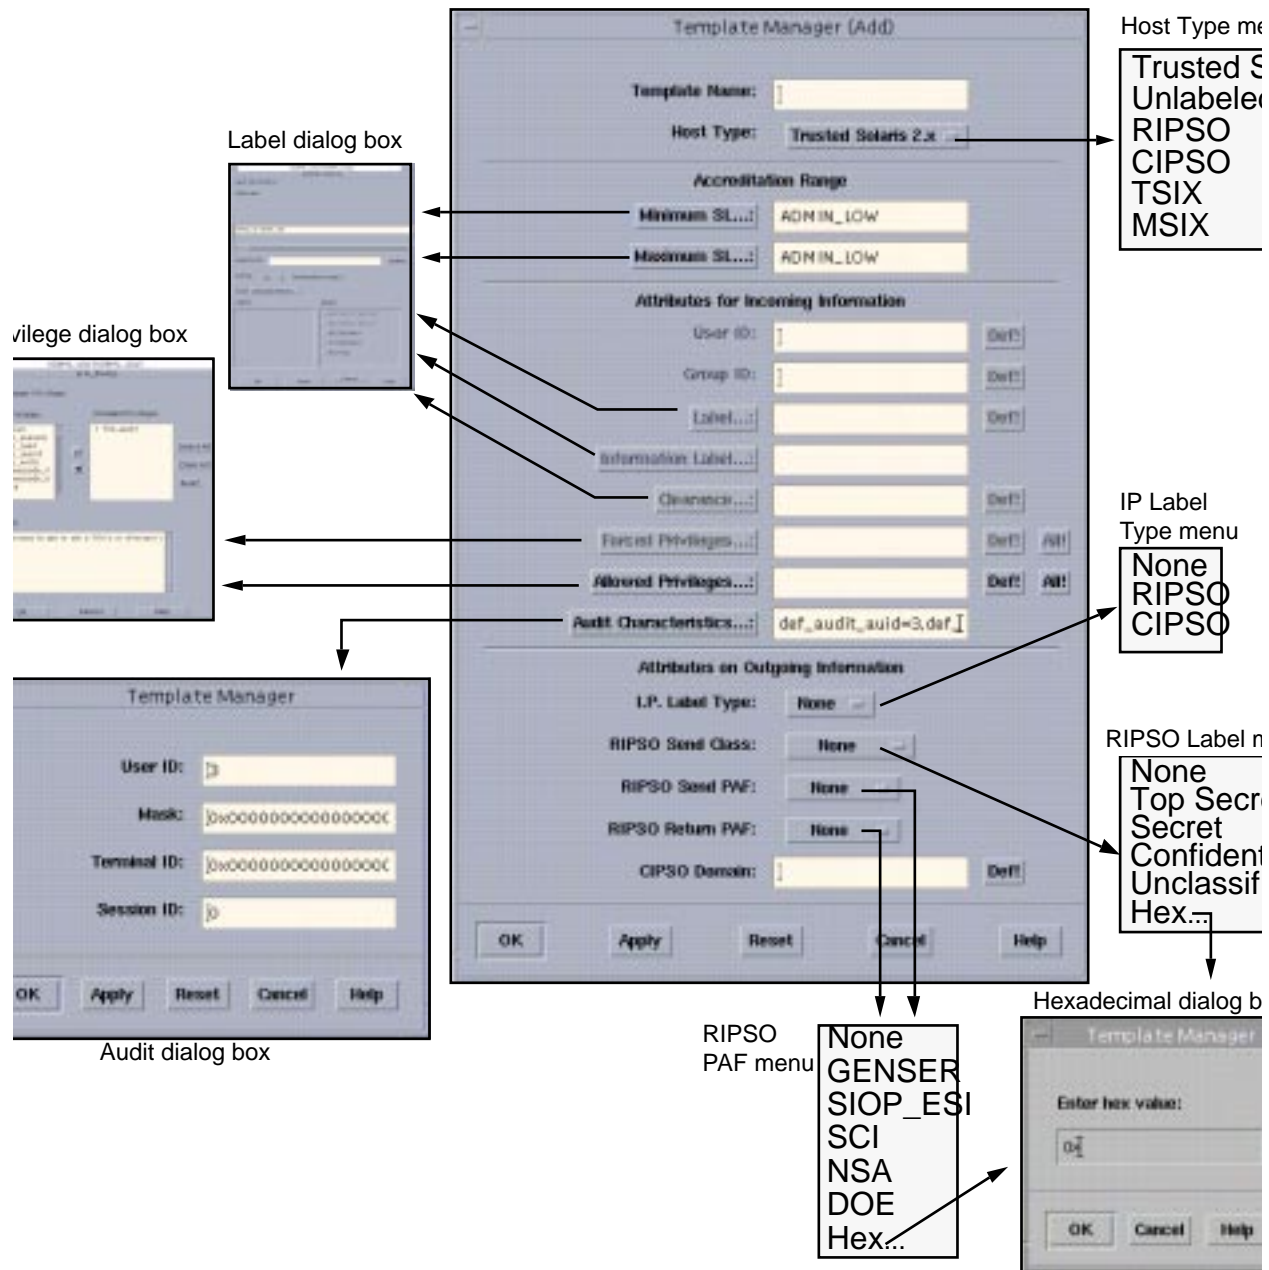 Template Manager (Add)
Template Name:
Host Type: Trusted Solaris 2.x
Accreditation Range
Minimum SL...: ADMIN_LOW
Maximum SL...: ADMIN_LOW
Attributes for Incoming Information
User ID: Def!
Group ID: Def!
Label...: Def!
Information Label...:
Clearance...: Def!
Forced Privileges...: Def! All!
Allowed Privileges...: Def! All!
Audit Characteristics...: def_audit_auid=3,def_
Attributes on Outgoing Information
I.P. Label Type: None
RIPSO Send Class: None
RIPSO Send PAF: None
RIPSO Return PAF: None
CIPSO Domain: Def!
OK Apply Reset Cancel Help
Host Type me
Trusted S
Unlabeled
RIPSO
CIPSO
TSIX
MSIX
Label dialog box
vilege dialog box
IP Label
Type menu
None
RIPSO
CIPSO
Template Manager
User ID: 3
Mask: 0x000000000000000
Terminal ID: 0x000000000000000
Session ID: 0
OK Apply Reset Cancel Help
Audit dialog box
RIPSO Label m
None
Top Secre
Secret
Confident
Unclassif
Hex...
RIPSO
PAF menu
None
GENSER
SIOP_ESI
SCI
NSA
DOE
Hex...
Hexadecimal dialog b
Template Manager
Enter hex value:
0x
OK Cancel Help